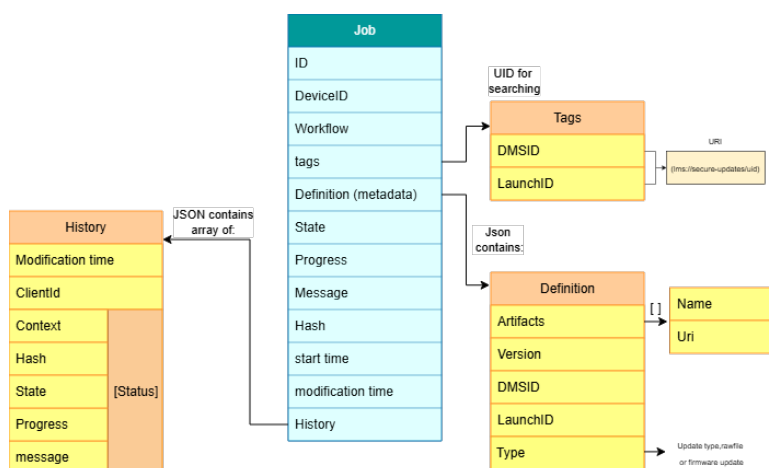 Job
ID
DeviceID
Workflow
tags
Definition (metadata)
State
Progress
Message
Hash
start time
modification time
History
UID for
searching
Tags
DMSID
LaunchID
URI
(lms://secure-updates/uid)
JSON contains
array of:
History
Modification time
ClientId
Context
Hash
State
Progress
message
[Status]
Json
contains:
Definition
Artifacts
Version
DMSID
LaunchID
Type
[ ]
Name
Uri
Update type,rawfile
or firmware update